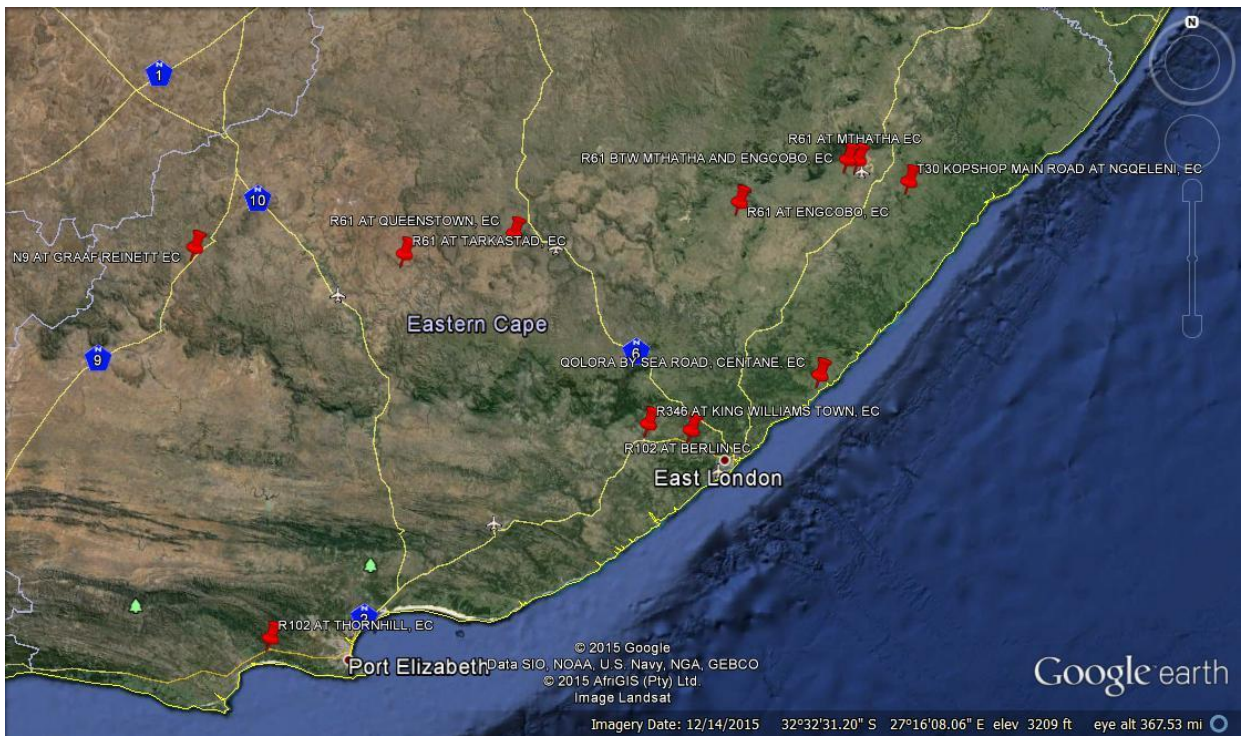 N
1
R61 AT MTHATHA EC
R61 BTW MTHATHA AND ENGCOBO, EC
T30 KOPSHOP MAIN ROAD AT NGQELENI, EC
N
10
R61 AT ENGCOBO, EC
R61 AT QUEENSTOWN, EC
R61 AT TARKASTAD, EC
N9 AT GRAAF REINETT EC
Eastern Cape
N
9
N
6
QOLORA BY SEA ROAD, CENTANE, EC
R346 AT KING WILLIAMS TOWN, EC
R102 AT BERLIN EC
East London
N
2
R102 AT THORNHILL, EC
Port Elizabeth
© 2015 Google
Data SIO, NOAA, U.S. Navy, NGA, GEBCO
© 2015 AfriGIS (Pty) Ltd.
Image Landsat
Google earth
Imagery Date: 12/14/2015 32°32'31.20" S 27°16'08.06" E elev 3209 ft eye alt 367.53 mi
N